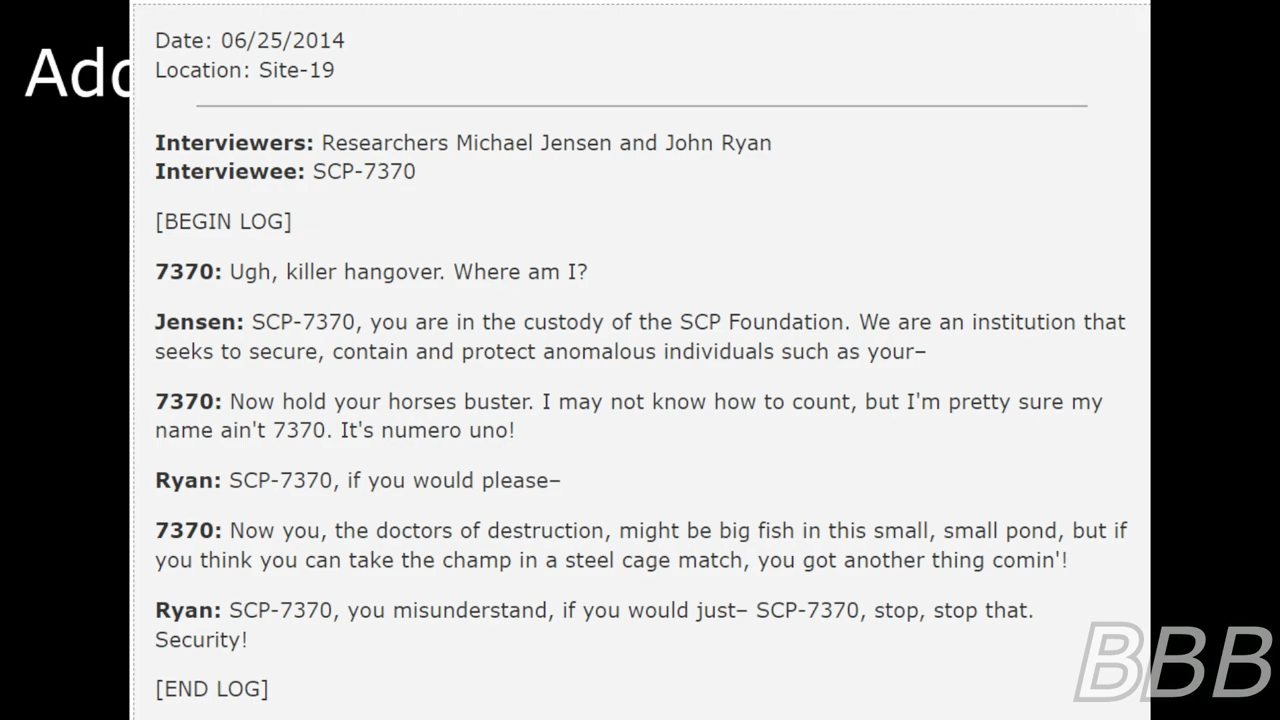 Add
Date: 06/25/2014
Location: Site-19
Interviewers: Researchers Michael Jensen and John Ryan
Interviewee: SCP-7370
[BEGIN LOG]
7370: Ugh, killer hangover. Where am I?
Jensen: SCP-7370, you are in the custody of the SCP Foundation. We are an institution that
seeks to secure, contain and protect anomalous individuals such as your–
7370: Now hold your horses buster. I may not know how to count, but I'm pretty sure my
name ain't 7370. It's numero uno!
Ryan: SCP-7370, if you would please–
7370: Now you, the doctors of destruction, might be big fish in this small, small pond, but if
you think you can take the champ in a steel cage match, you got another thing comin'!
Ryan: SCP-7370, you misunderstand, if you would just– SCP-7370, stop, stop that.
Security!
[END LOG]
BBB